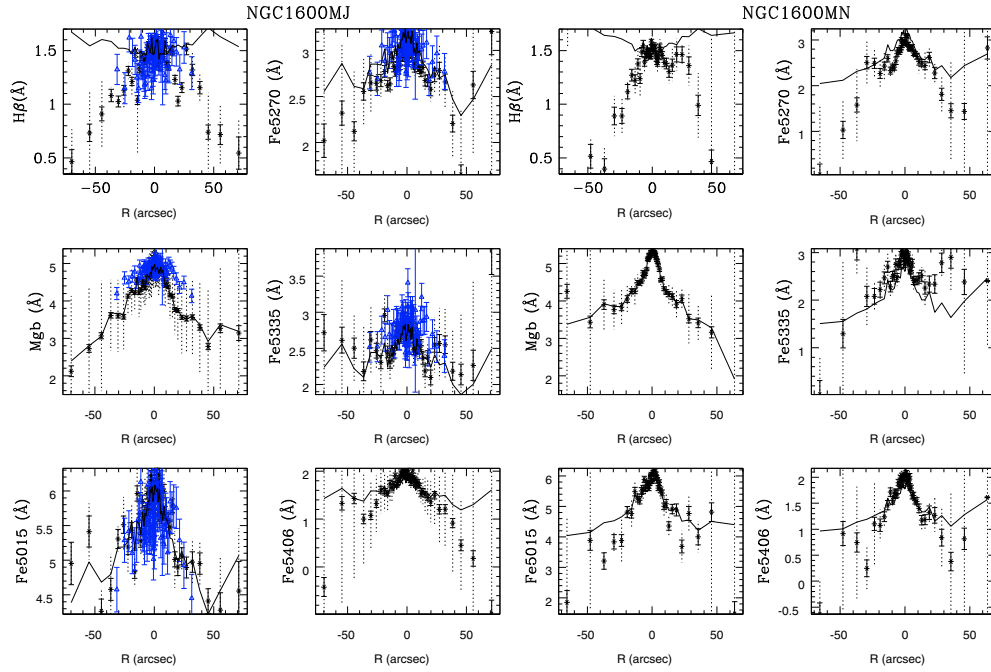 NGC1600MJ NGC1600MN
Hβ(Å) 1.5 1 0.5 −50 0 50 R (arcsec)
Fe5270 (Å) 3 2.5 2 -50 0 50 R (arcsec)
Hβ(Å) 1.5 1 0.5 −50 0 50 R (arcsec)
Fe5270 (Å) 3 2 1 -50 0 50 R (arcsec)
Mgb (Å) 5 4 3 2 -50 0 50 R (arcsec)
Fe5335 (Å) 3.5 3 2.5 2 -50 0 50 R (arcsec)
Mgb (Å) 5 4 3 2 -50 0 50 R (arcsec)
Fe5335 (Å) 3 2 1 -50 0 50 R (arcsec)
Fe5015 (Å) 6 5.5 5 4.5 -50 0 50 R (arcsec)
Fe5406 (Å) 2 1 0 -50 0 50 R (arcsec)
Fe5015 (Å) 6 5 4 3 2 -50 0 50 R (arcsec)
Fe5406 (Å) 2 1.5 1 0.5 0 -0.5 -50 0 50 R (arcsec)